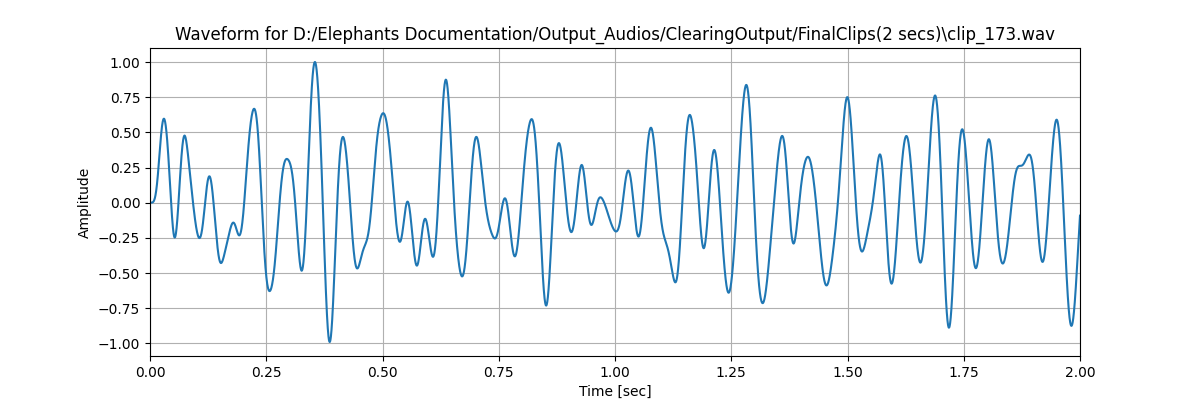 Waveform for D:/Elephants Documentation/Output_Audios/ClearingOutput/FinalClips(2 secs)\clip_173.wav
1.00
0.75
0.50
0.25
0.00
−0.25
−0.50
−0.75
−1.00
Amplitude
0.00 0.25 0.50 0.75 1.00 1.25 1.50 1.75 2.00
Time [sec]